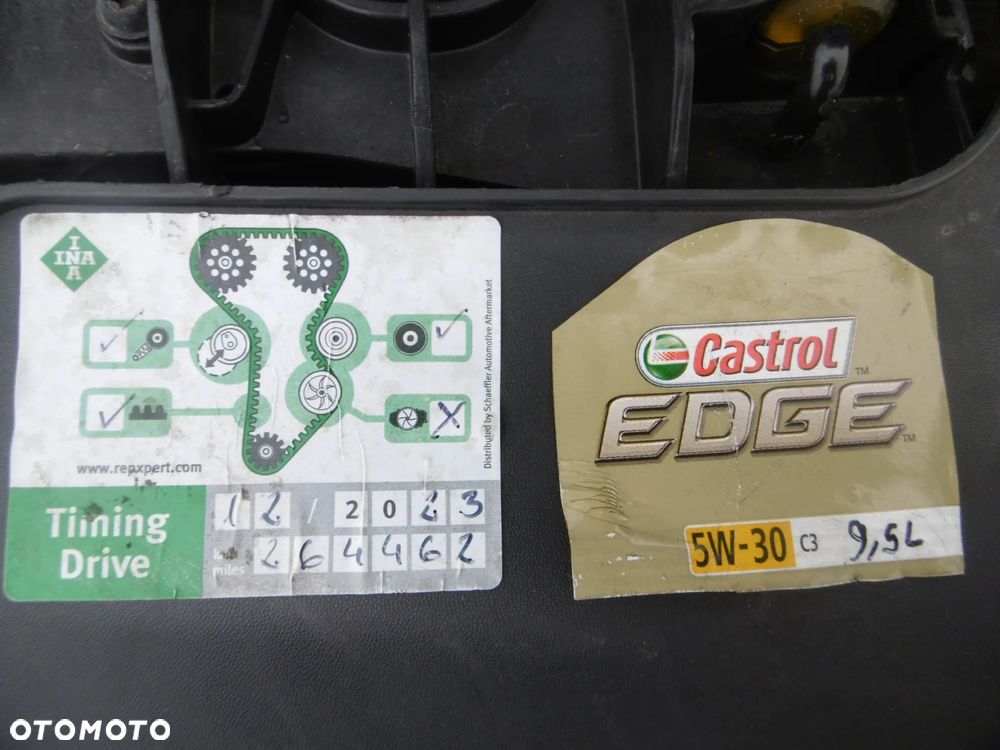 I
INA
A
Distributed by Schaeffler Automotive Aftermarket
www.repxpert.com
Timing
Drive
12 / 2023
miles 264462
Castrol
EDGE™
5W-30 C3 9,5L
OTOMOTO